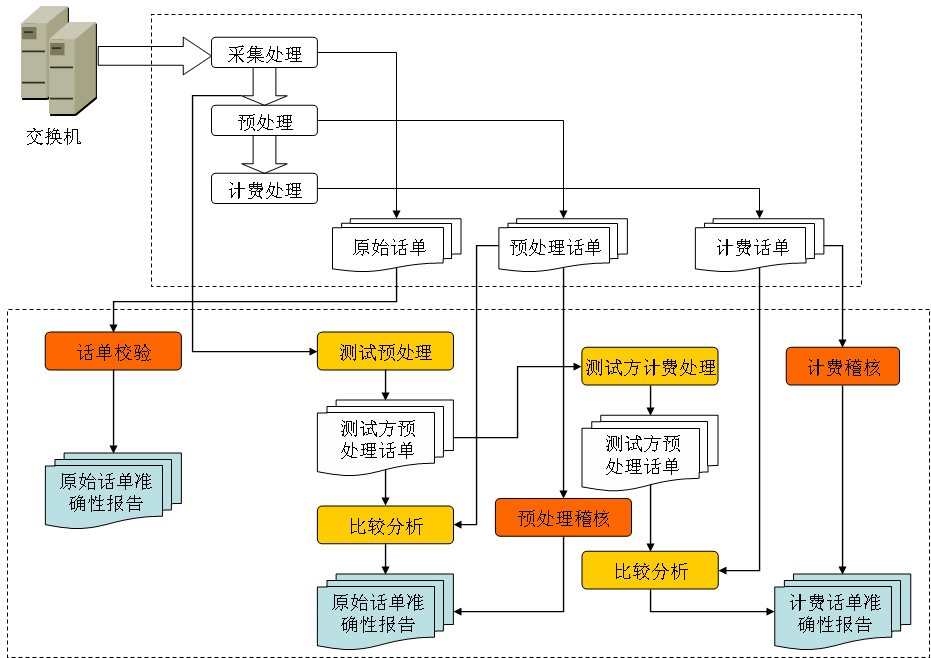 采集处理
预处理
交换机
计费处理
原始话单
预处理话单
计费话单
话单校验
测试预处理
测试方计费处理
计费稽核
测试方预
处理话单
测试方预
处理话单
原始话单准
确性报告
比较分析
预处理稽核
比较分析
原始话单准
确性报告
计费话单准
确性报告